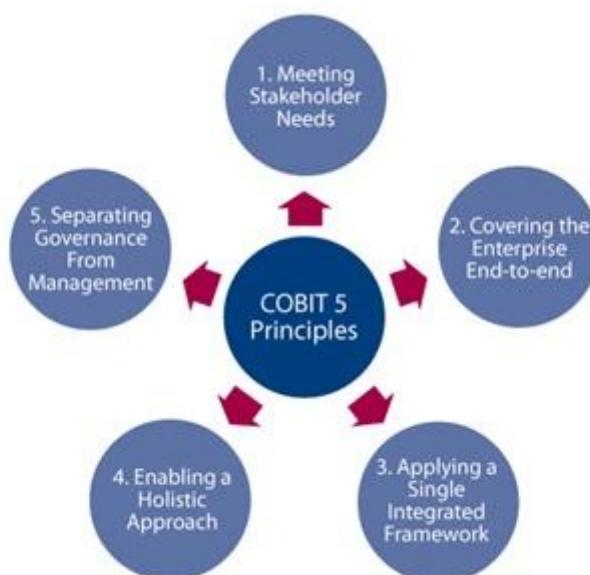 1. Meeting
Stakeholder
Needs
2. Covering the
Enterprise
End-to-end
3. Applying a
Single
Integrated
Framework
4. Enabling a
Holistic
Approach
5. Separating
Governance
From
Management
COBIT 5
Principles